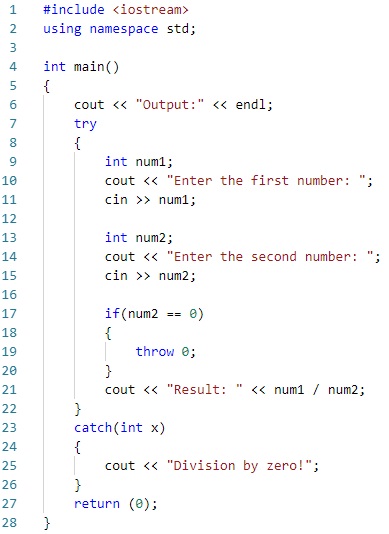 1 #include <iostream>
2 using namespace std;
3
4 int main()
5 {
6     cout << "Output:" << endl;
7     try
8     {
9         int num1;
10         cout << "Enter the first number: ";
11         cin >> num1;
12
13         int num2;
14         cout << "Enter the second number: ";
15         cin >> num2;
16
17         if(num2 == 0)
18         {
19             throw 0;
20         }
21         cout << "Result: " << num1 / num2;
22     }
23     catch(int x)
24     {
25         cout << "Division by zero!";
26     }
27     return (0);
28 }